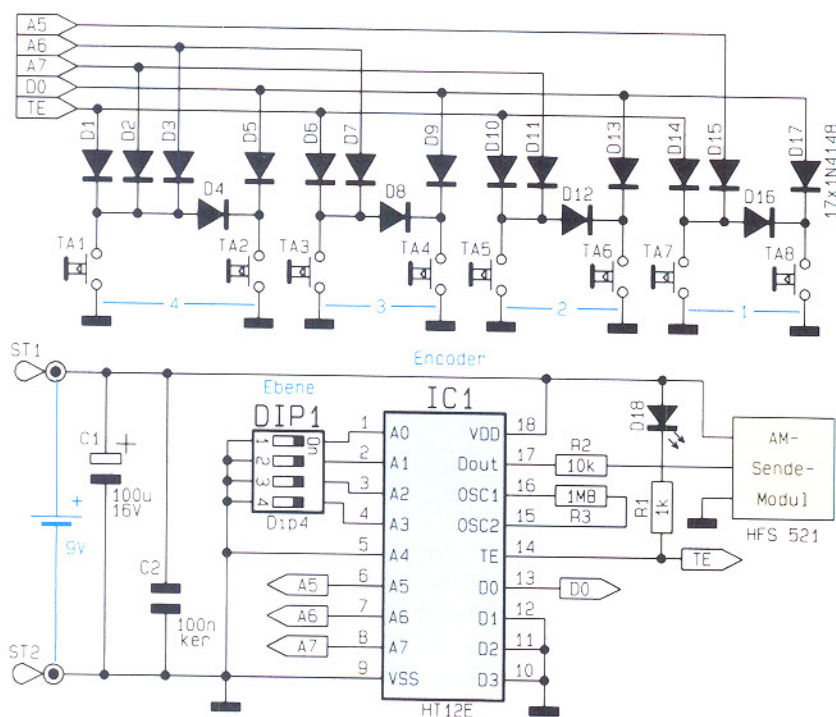 A5
A6
A7
D0
TE
D1
D2
D3
D5
D6
D7
D9
D10
D11
D13
D14
D15
D17
17x1N4148
D4
D8
D12
D16
TA1
TA2
TA3
TA4
TA5
TA6
TA7
TA8
4
3
2
1
ST1
Encoder
Ebene
DIP1
IC1
C1
+
100u
16V
+
9V
C2
100n
ker
1
2
3
4
On
Dip4
1
2
3
4
5
6
7
8
9
A0
A1
A2
A3
A4
A5
A6
A7
VSS
A5
A6
A7
VDD
Dout
OSC1
OSC2
TE
D0
D1
D2
D3
18
17
16
15
14
13
12
11
10
HT12E
R2
10k
1M8
R3
D18
R1
1k
TE
D0
AM-
Sende-
Modul
HFS 521
ST2